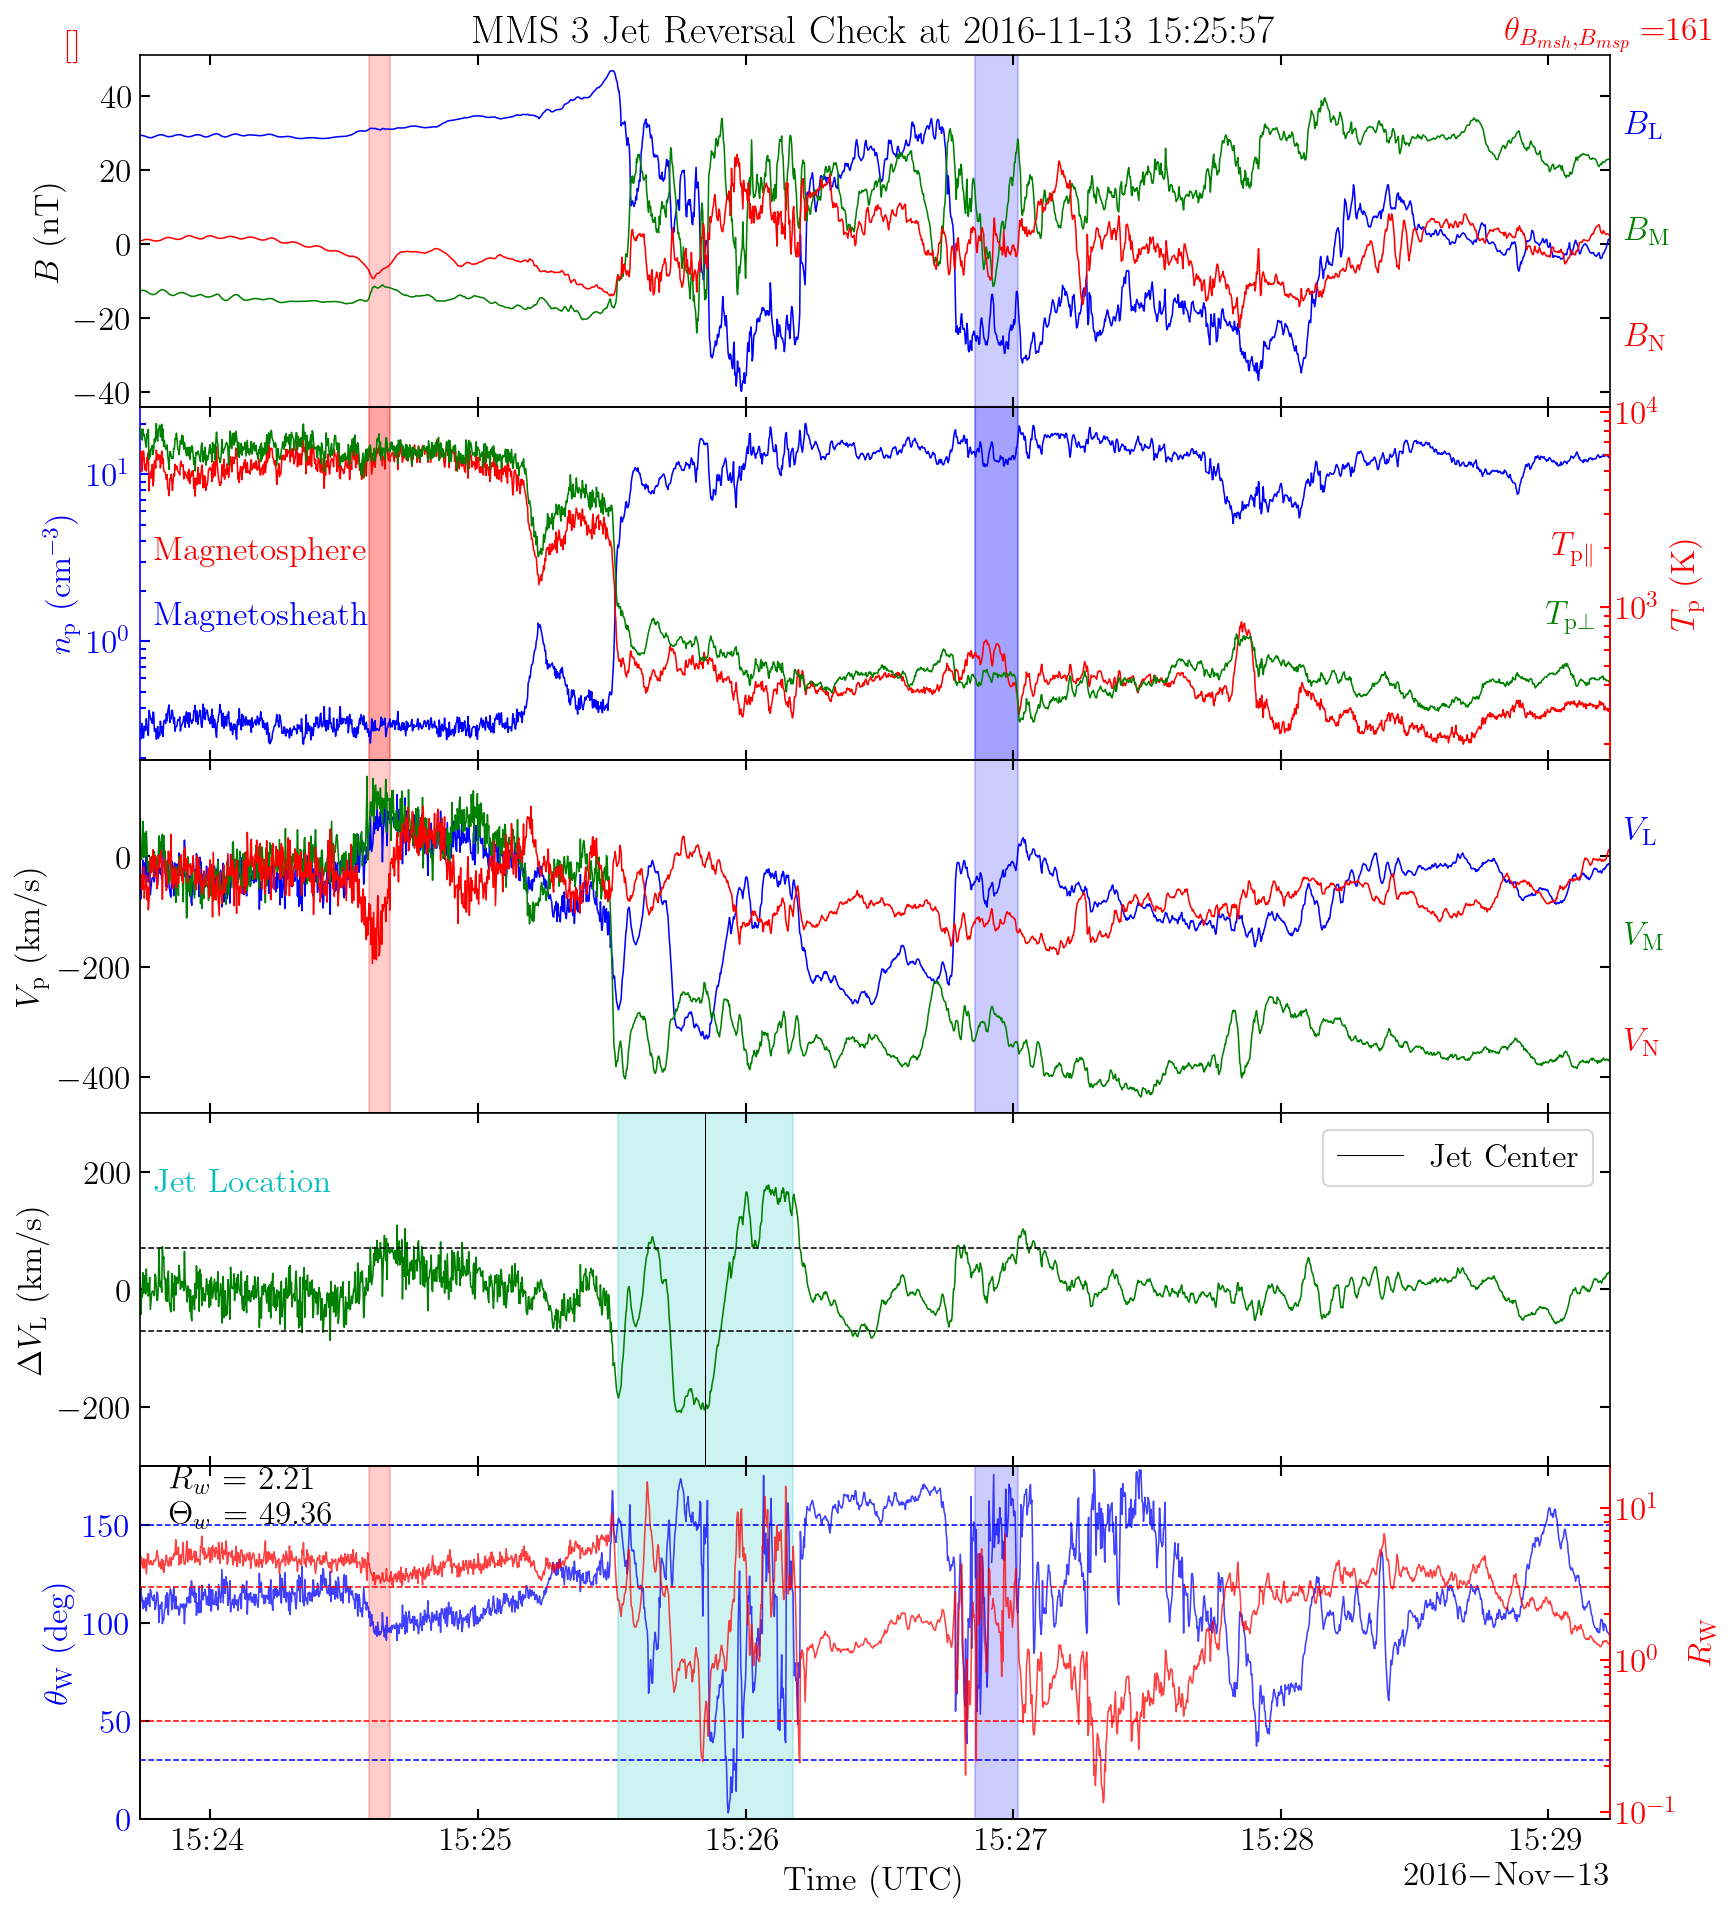 MMS 3 Jet Reversal Check at 2016-11-13 15:25:57
θ_{B_{msh},B_{msp}} =161
[]
40
20
0
−20
−40
B (nT)
B_L
B_M
B_N
10^1
10^0
n_p (cm^{−3})
Magnetosphere
Magnetosheath
T_{p∥}
T_{p⊥}
10^4
10^3
T_p (K)
0
−200
−400
V_p (km/s)
V_L
V_M
V_N
200
0
−200
ΔV_L (km/s)
Jet Location
Jet Center
R_w = 2.21
Θ_w = 49.36
150
100
50
0
θ_W (deg)
10^1
10^0
10^{−1}
R_W
15:24 15:25 15:26 15:27 15:28 15:29
Time (UTC)
2016−Nov−13